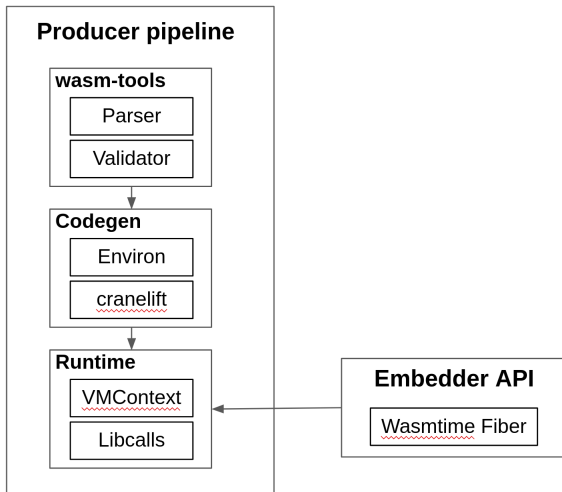 Producer pipeline
wasm-tools
Parser
Validator
Codegen
Environ
cranelift
Runtime
VMContext
Libcalls
Embedder API
Wasmtime Fiber